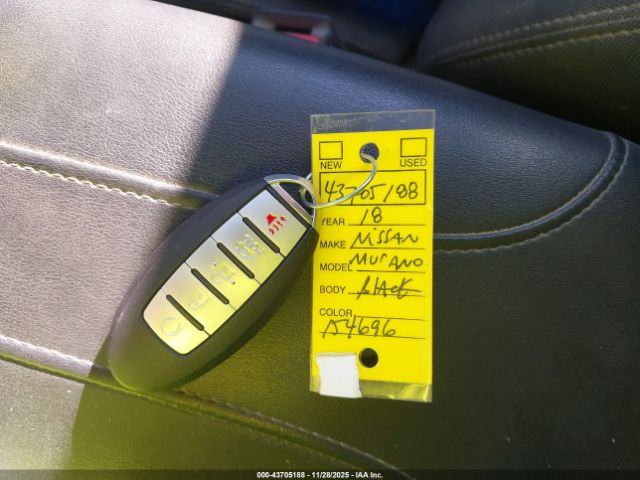 NEW USED
43705188
YEAR 18
MAKE NISSAN
MODEL MURANO
BODY Black
COLOR
154696
000-43705188 - 11/28/2025 - IAA Inc.